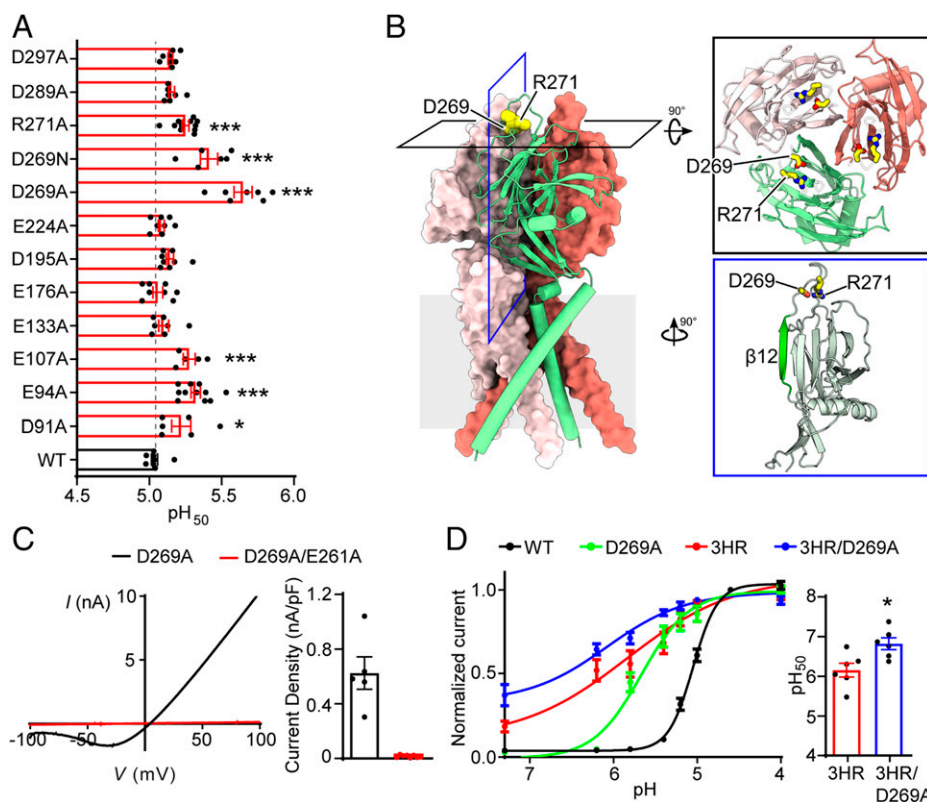 A
D297A
D289A
R271A
***
D269N
***
D269A
***
E224A
D195A
E176A
E133A
E107A
***
E94A
***
D91A
*
WT
4.5 5.0 5.5 6.0
pH50
B
D269
R271
90°
D269
R271
90°
D269
R271
β12
C
D269A D269A/E261A
I (nA)
10
5
-100 -50 50 100
V (mV)
Current Density (nA/pF)
1.2
0.8
0.4
0
D
WT D269A 3HR 3HR/D269A
Normalized current
1.0
0.5
0.0
7 6 5 4
pH
*
pH50
8
7
6
5
4
3HR 3HR/
D269A